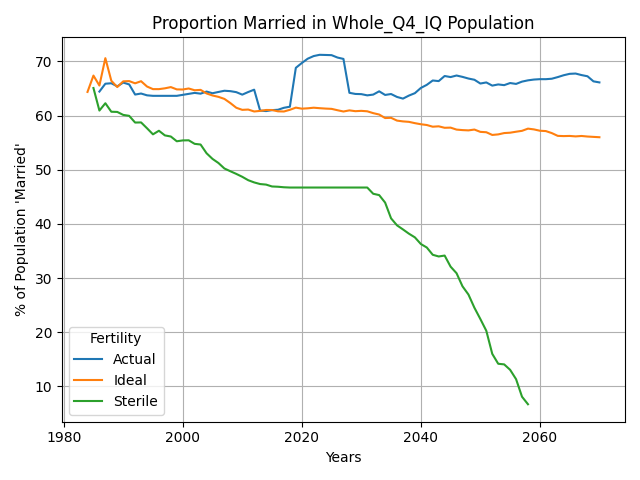 Proportion Married in Whole_Q4_IQ Population
% of Population 'Married'
70
60
50
40
30
20
10
Fertility
Actual
Ideal
Sterile
1980 2000 2020 2040 2060
Years